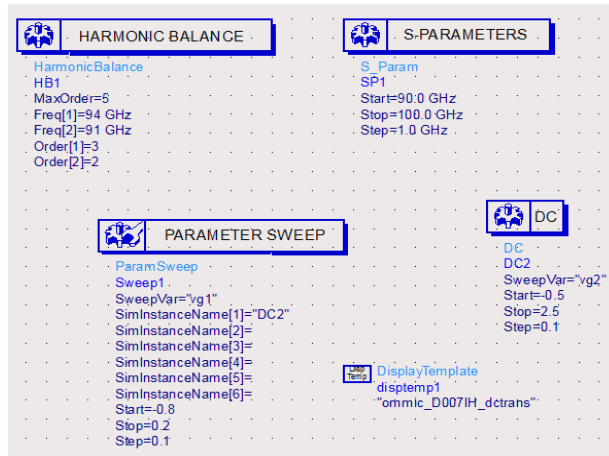 HARMONIC BALANCE
HarmonicBalance
HB1
MaxOrder=5
Freq[1]=94 GHz
Freq[2]=91 GHz
Order[1]=3
Order[2]=2
S-PARAMETERS
S_Param
SP1
Start=90.0 GHz
Stop=100.0 GHz
Step=1.0 GHz
PARAMETER SWEEP
ParamSweep
Sweep1
SweepVar="vg1"
SimInstanceName[1]="DC2"
SimInstanceName[2]=
SimInstanceName[3]=
SimInstanceName[4]=
SimInstanceName[5]=
SimInstanceName[6]=
Start=-0.8
Stop=0.2
Step=0.1
DC
DC
DC2
SweepVar="vg2"
Start=-0.5
Stop=2.5
Step=0.1
Disp
Temp
DisplayTemplate
disptemp1
"ommic_D007IH_dctrans"